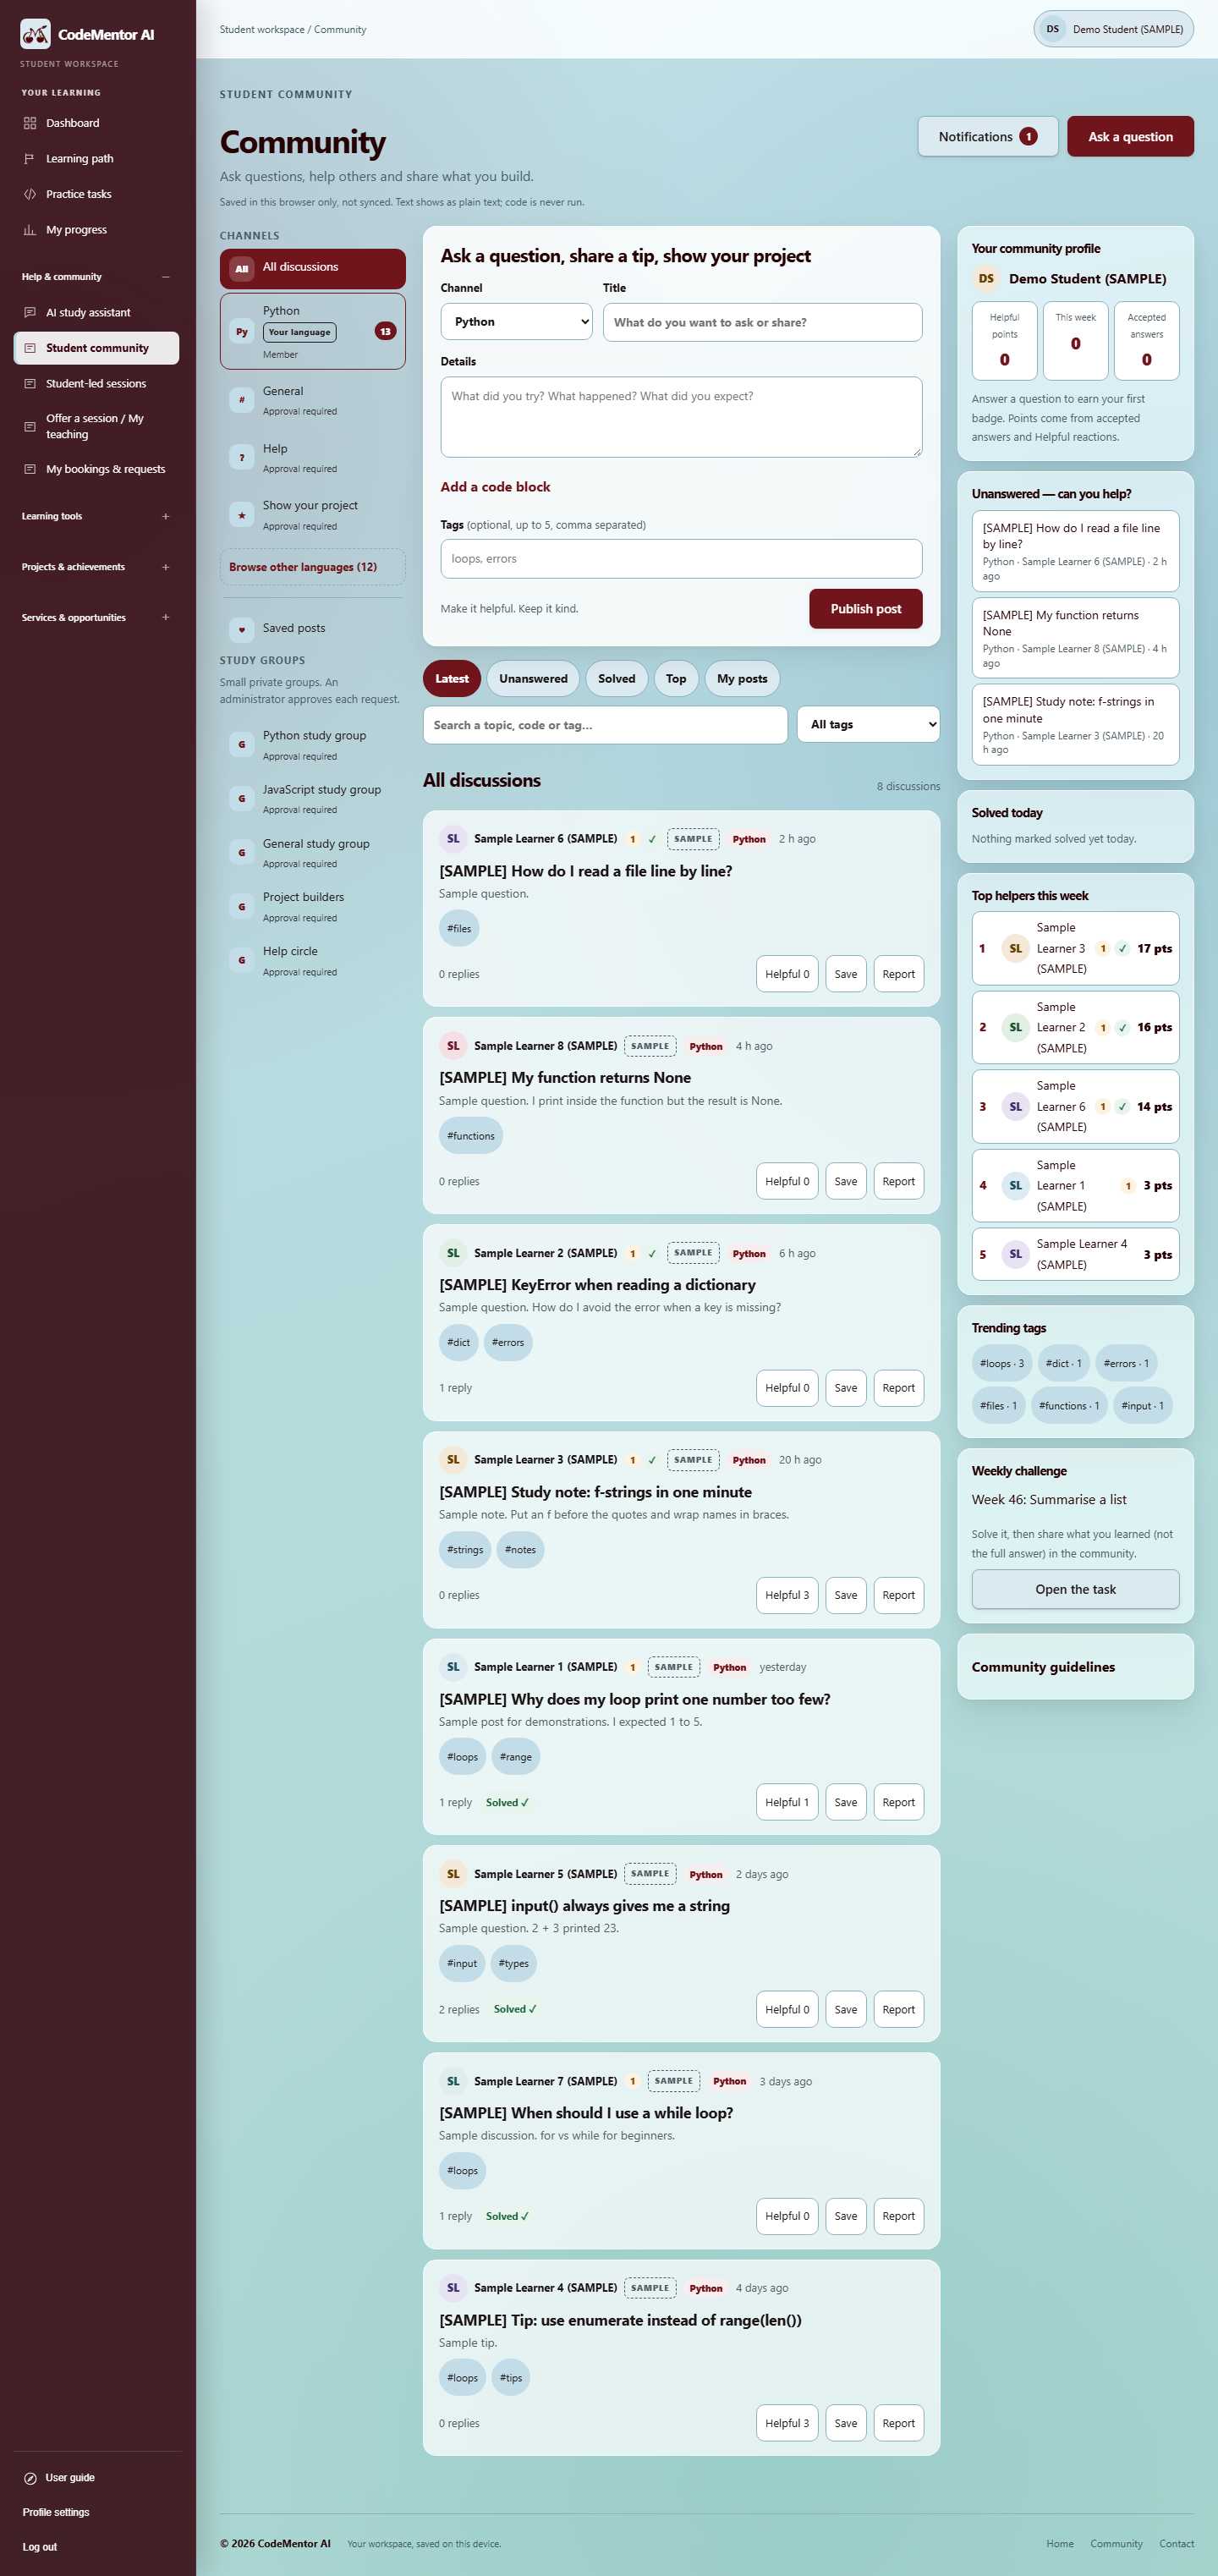 CodeMentor AI
STUDENT WORKSPACE
YOUR LEARNING
Dashboard
Learning path
Practice tasks
My progress
Help & community
AI study assistant
Student community
Student-led sessions
Offer a session / My
teaching
My bookings & requests
Learning tools
Projects & achievements
Services & opportunities
User guide
Profile settings
Log out
Student workspace / Community
DS
Demo Student (SAMPLE)
STUDENT COMMUNITY
Community
Ask questions, help others and share what you build.
Saved in this browser only, not synced. Text shows as plain text; code is never run.
Notifications 1
Ask a question
CHANNELS
All
All discussions
Py
Python
Your language
Member
13
#
General
Approval required
?
Help
Approval required
★
Show your project
Approval required
Browse other languages (12)
♥
Saved posts
STUDY GROUPS
Small private groups. An
administrator approves each request.
G
Python study group
Approval required
G
JavaScript study group
Approval required
G
General study group
Approval required
G
Project builders
Approval required
G
Help circle
Approval required
Ask a question, share a tip, show your project
Channel
Title
Python
What do you want to ask or share?
Details
What did you try? What happened? What did you expect?
Add a code block
Tags (optional, up to 5, comma separated)
loops, errors
Make it helpful. Keep it kind.
Publish post
Latest
Unanswered
Solved
Top
My posts
Search a topic, code or tag...
All tags
All discussions
8 discussions
SL Sample Learner 6 (SAMPLE) 1 ✓ SAMPLE Python 2 h ago
[SAMPLE] How do I read a file line by line?
Sample question.
#files
0 replies
Helpful 0 Save Report
SL Sample Learner 8 (SAMPLE) SAMPLE Python 4 h ago
[SAMPLE] My function returns None
Sample question. I print inside the function but the result is None.
#functions
0 replies
Helpful 0 Save Report
SL Sample Learner 2 (SAMPLE) 1 ✓ SAMPLE Python 6 h ago
[SAMPLE] KeyError when reading a dictionary
Sample question. How do I avoid the error when a key is missing?
#dict #errors
1 reply
Helpful 0 Save Report
SL Sample Learner 3 (SAMPLE) 1 ✓ SAMPLE Python 20 h ago
[SAMPLE] Study note: f-strings in one minute
Sample note. Put an f before the quotes and wrap names in braces.
#strings #notes
0 replies
Helpful 3 Save Report
SL Sample Learner 1 (SAMPLE) 1 SAMPLE Python yesterday
[SAMPLE] Why does my loop print one number too few?
Sample post for demonstrations. I expected 1 to 5.
#loops #range
1 reply Solved ✓
Helpful 1 Save Report
SL Sample Learner 5 (SAMPLE) SAMPLE Python 2 days ago
[SAMPLE] input() always gives me a string
Sample question. 2 + 3 printed 23.
#input #types
2 replies Solved ✓
Helpful 0 Save Report
SL Sample Learner 7 (SAMPLE) 1 SAMPLE Python 3 days ago
[SAMPLE] When should I use a while loop?
Sample discussion. for vs while for beginners.
#loops
1 reply Solved ✓
Helpful 0 Save Report
SL Sample Learner 4 (SAMPLE) SAMPLE Python 4 days ago
[SAMPLE] Tip: use enumerate instead of range(len())
Sample tip.
#loops #tips
0 replies
Helpful 3 Save Report
Your community profile
DS Demo Student (SAMPLE)
Helpful
points
0
This week
0
Accepted
answers
0
Answer a question to earn your first
badge. Points come from accepted
answers and Helpful reactions.
Unanswered — can you help?
[SAMPLE] How do I read a file line
by line?
Python · Sample Learner 6 (SAMPLE) · 2 h
ago
[SAMPLE] My function returns
None
Python · Sample Learner 8 (SAMPLE) · 4 h
ago
[SAMPLE] Study note: f-strings in
one minute
Python · Sample Learner 3 (SAMPLE) · 20
h ago
Solved today
Nothing marked solved yet today.
Top helpers this week
1 SL Sample
Learner 3
(SAMPLE)
1 ✓ 17 pts
2 SL Sample
Learner 2
(SAMPLE)
1 ✓ 16 pts
3 SL Sample
Learner 6
(SAMPLE)
1 ✓ 14 pts
4 SL Sample
Learner 1
(SAMPLE)
1 3 pts
5 SL Sample Learner 4
(SAMPLE)
3 pts
Trending tags
#loops · 3 #dict · 1 #errors · 1
#files · 1 #functions · 1 #input · 1
Weekly challenge
Week 46: Summarise a list
Solve it, then share what you learned (not
the full answer) in the community.
Open the task
Community guidelines
© 2026 CodeMentor AI
Your workspace, saved on this device.
Home
Community
Contact